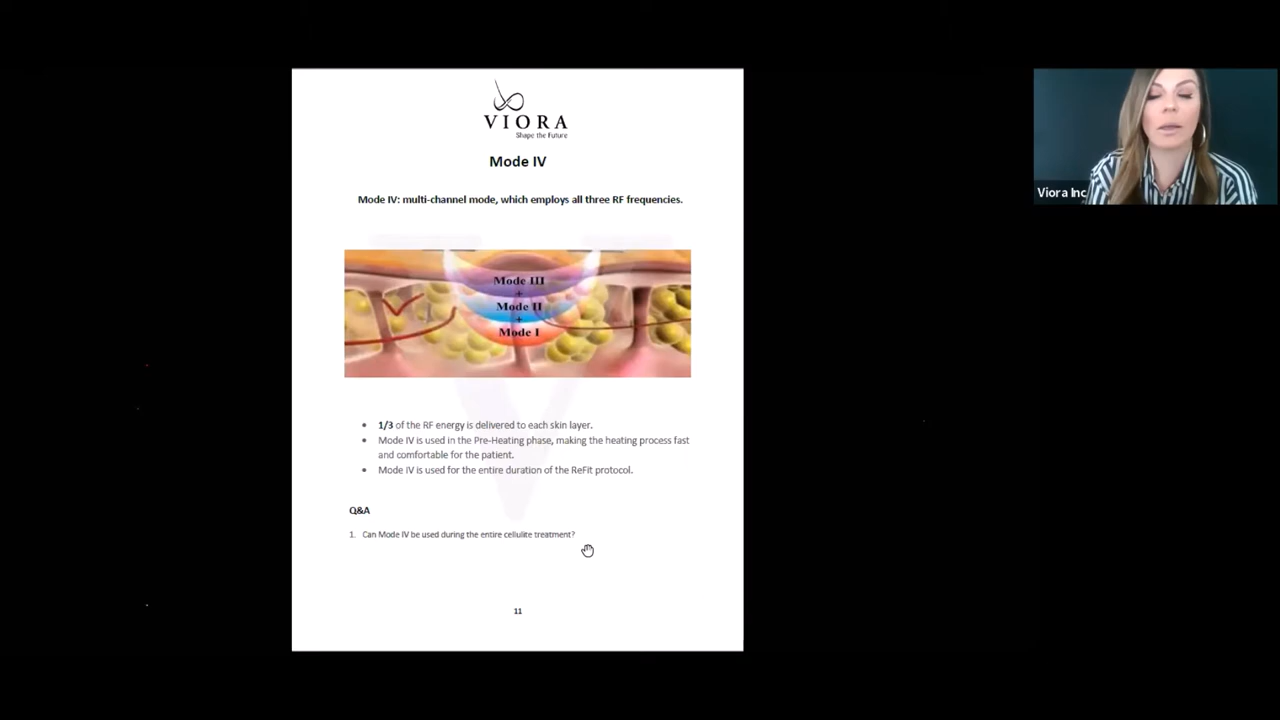 VIORA
Shape the Future
Mode IV
Mode IV: multi-channel mode, which employs all three RF frequencies.
Mode III
+
Mode II
+
Mode I
• 1/3 of the RF energy is delivered to each skin layer.
• Mode IV is used in the Pre-Heating phase, making the heating process fast
and comfortable for the patient.
• Mode IV is used for the entire duration of the ReFit protocol.
Q&A
1. Can Mode IV be used during the entire cellulite treatment?
11
Viora Inc